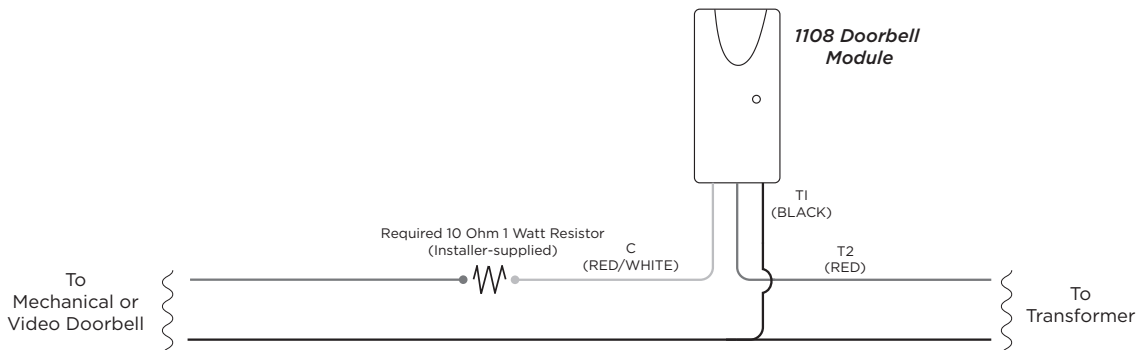 1108 Doorbell
Module
T1
(BLACK)
Required 10 Ohm 1 Watt Resistor
(Installer-supplied)
C
(RED/WHITE)
T2
(RED)
To
Mechanical or
Video Doorbell
To
Transformer